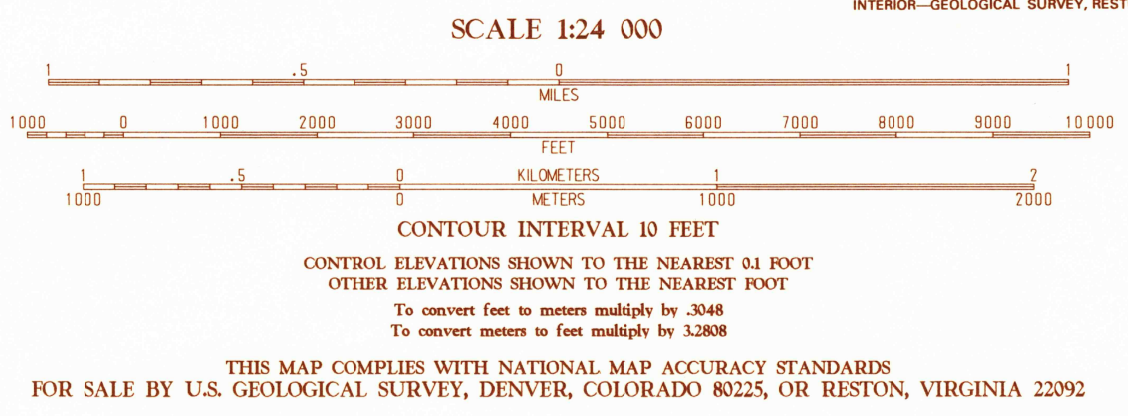 INTERIOR—GEOLOGICAL SURVEY, REST
SCALE 1:24 000
1 .5 0 1
MILES
1000 0 1000 2000 3000 4000 5000 6000 7000 8000 9000 10 000
FEET
1 .5 0 KILOMETERS 1 2
1000 0 METERS 1000 2000
CONTOUR INTERVAL 10 FEET
CONTROL ELEVATIONS SHOWN TO THE NEAREST 0.1 FOOT
OTHER ELEVATIONS SHOWN TO THE NEAREST FOOT
To convert feet to meters multiply by .3048
To convert meters to feet multiply by 3.2808
THIS MAP COMPLIES WITH NATIONAL MAP ACCURACY STANDARDS
FOR SALE BY U.S. GEOLOGICAL SURVEY, DENVER, COLORADO 80225, OR RESTON, VIRGINIA 22092